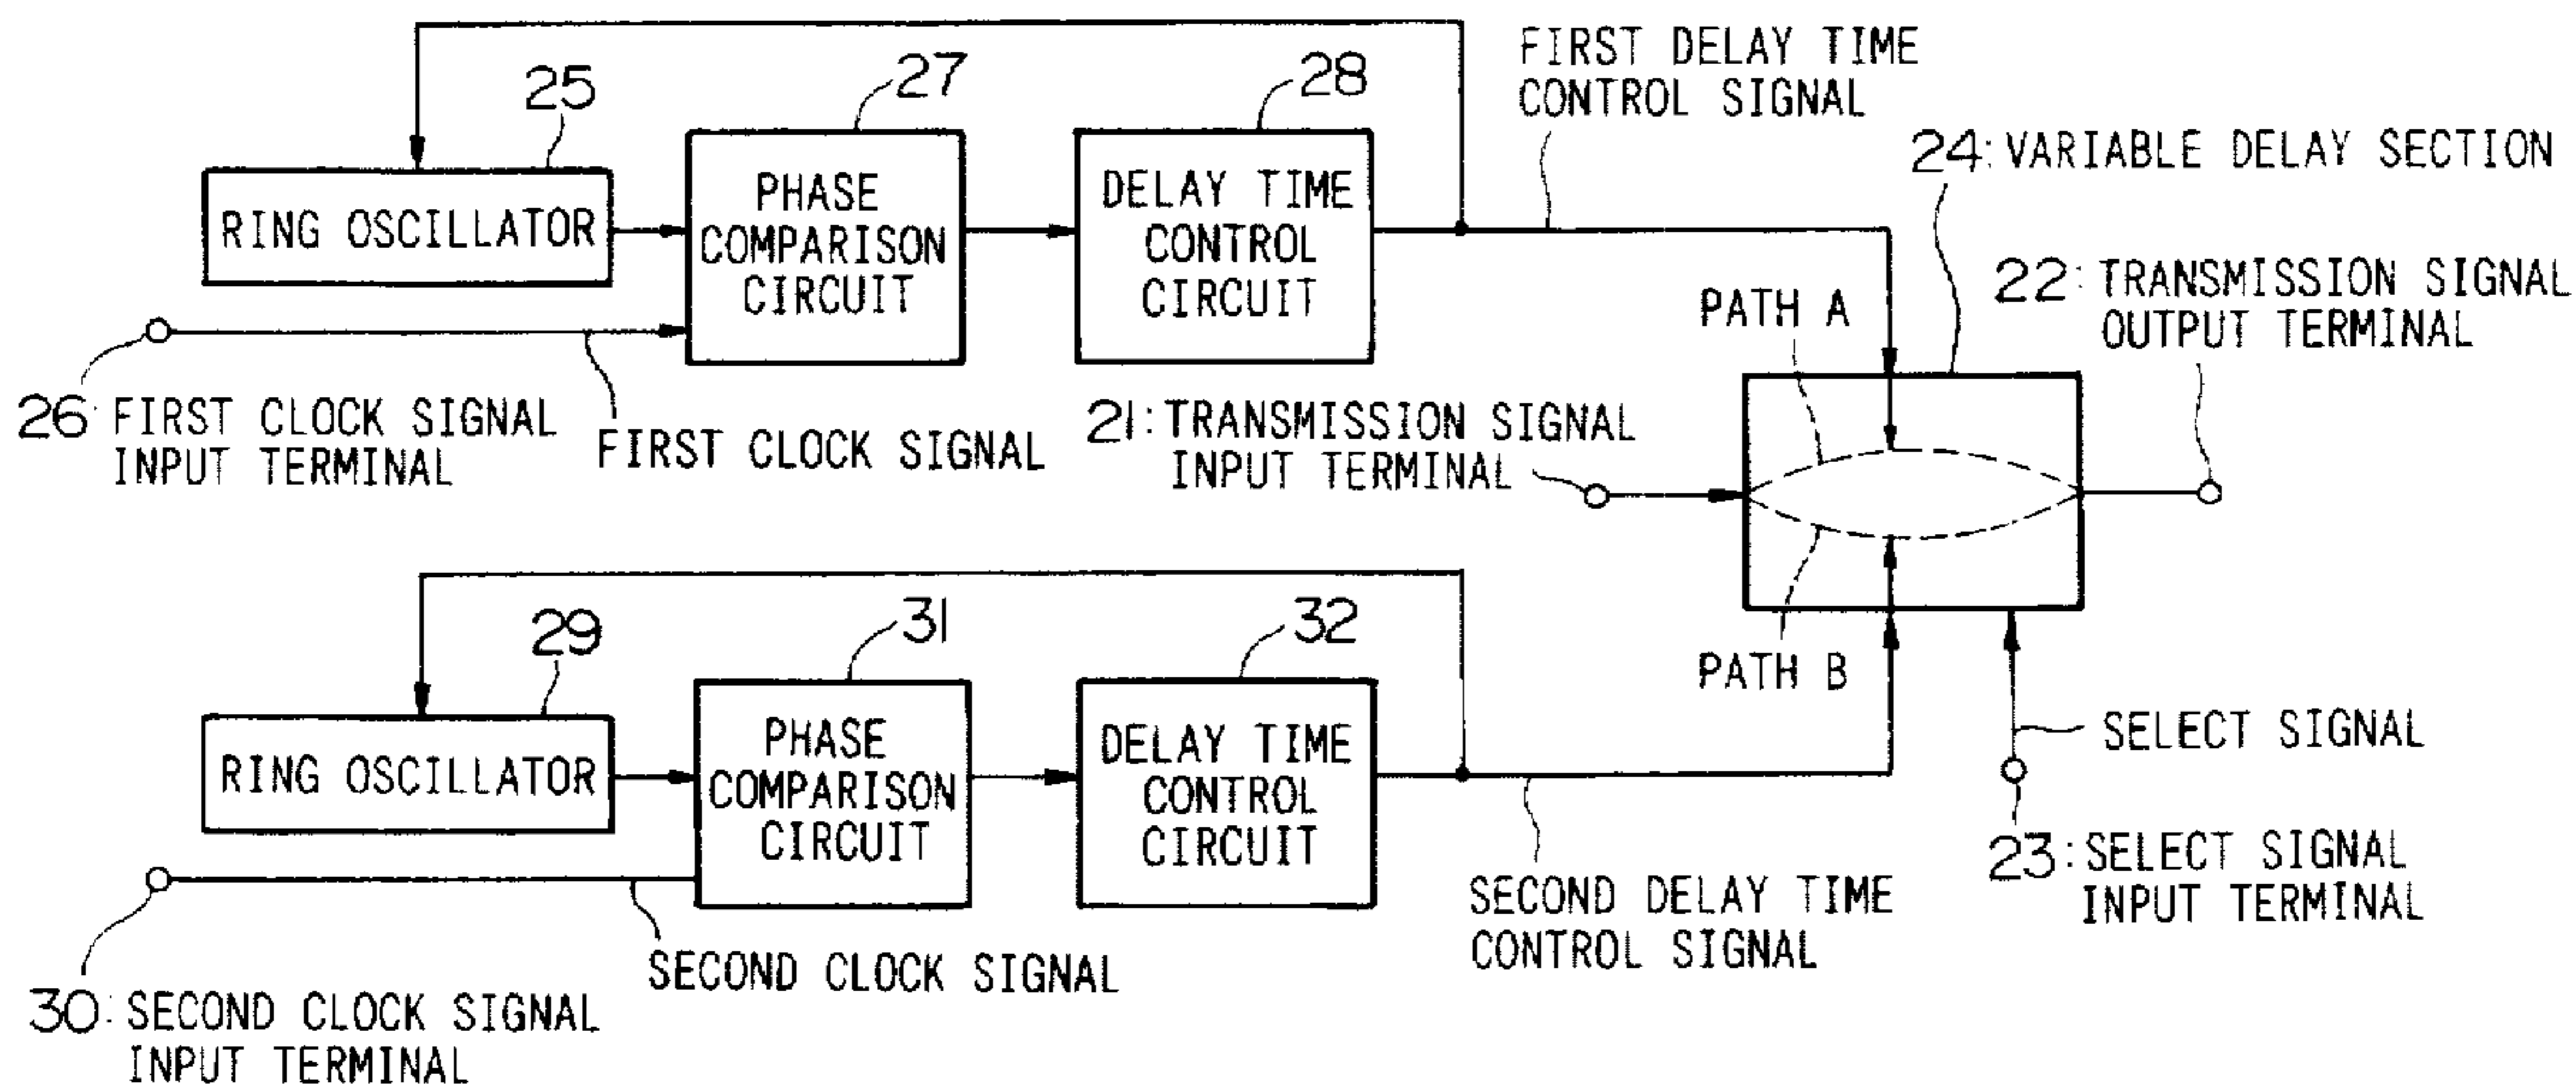 25
27
28
FIRST DELAY TIME
CONTROL SIGNAL
24: VARIABLE DELAY SECTION
RING OSCILLATOR
PHASE
COMPARISON
CIRCUIT
DELAY TIME
CONTROL
CIRCUIT
22: TRANSMISSION SIGNAL
OUTPUT TERMINAL
PATH A
26: FIRST CLOCK SIGNAL
INPUT TERMINAL
FIRST CLOCK SIGNAL
21: TRANSMISSION SIGNAL
INPUT TERMINAL
29
31
32
PATH B
RING OSCILLATOR
PHASE
COMPARISON
CIRCUIT
DELAY TIME
CONTROL
CIRCUIT
SELECT SIGNAL
23: SELECT SIGNAL
INPUT TERMINAL
SECOND DELAY TIME
CONTROL SIGNAL
SECOND CLOCK SIGNAL
30: SECOND CLOCK SIGNAL
INPUT TERMINAL